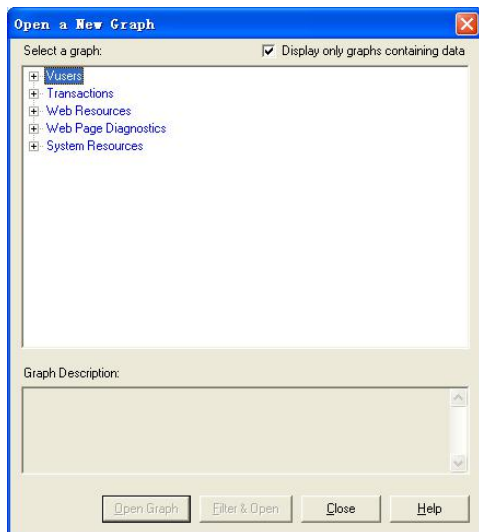 Open a New Graph
Select a graph:
Display only graphs containing data
Vusers
Transactions
Web Resources
Web Page Diagnostics
System Resources
Graph Description:
Open Graph
Filter & Open
Close
Help